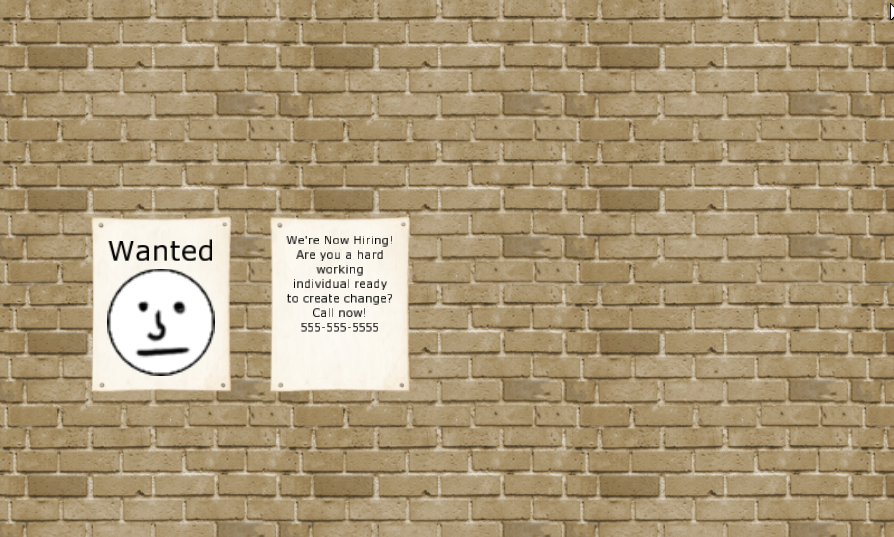 Wanted
We're Now Hiring!
Are you a hard
working
individual ready
to create change?
Call now!
555-555-5555